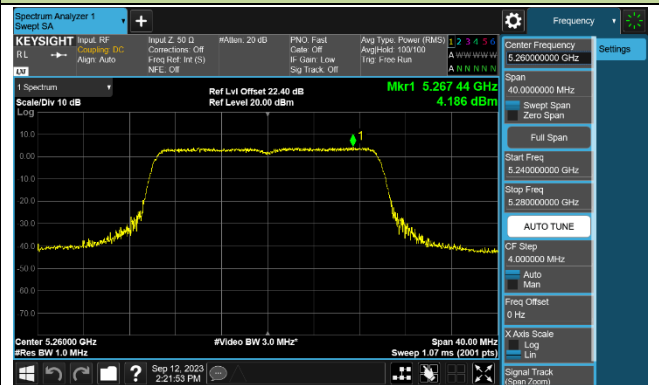 Spectrum Analyzer 1
Swept SA
+
Frequency
KEYSIGHT
RL
LXI
Input: RF
Coupling: DC
Align: Auto
Input Z: 50 Ω
Corrections: Off
Freq Ref: Int (S)
NFE: Off
#Atten: 20 dB
PNO: Fast
Gate: Off
IF Gain: Low
Sig Track: Off
Avg Type: Power (RMS)
Avg|Hold: 100/100
Trig: Free Run
1 2 3 4 5 6
A W W W W W
A N N N N N
1 Spectrum
Scale/Div 10 dB
Log
Ref Lvl Offset 22.40 dB
Ref Level 20.00 dBm
Mkr1 5.267 44 GHz
4.186 dBm
1
10.0
0.00
-10.0
-20.0
-30.0
-40.0
-50.0
-60.0
-70.0
Center 5.26000 GHz
#Res BW 1.0 MHz
#Video BW 3.0 MHz*
Span 40.00 MHz
Sweep 1.07 ms (2001 pts)
Center Frequency
5.260000000 GHz
Settings
Span
40.0000000 MHz
Swept Span
Zero Span
Full Span
Start Freq
5.240000000 GHz
Stop Freq
5.280000000 GHz
AUTO TUNE
CF Step
4.000000 MHz
Auto
Man
Freq Offset
0 Hz
X Axis Scale
Log
Lin
Signal Track
(Span Zoom)
?
Sep 12, 2023
2:21:53 PM